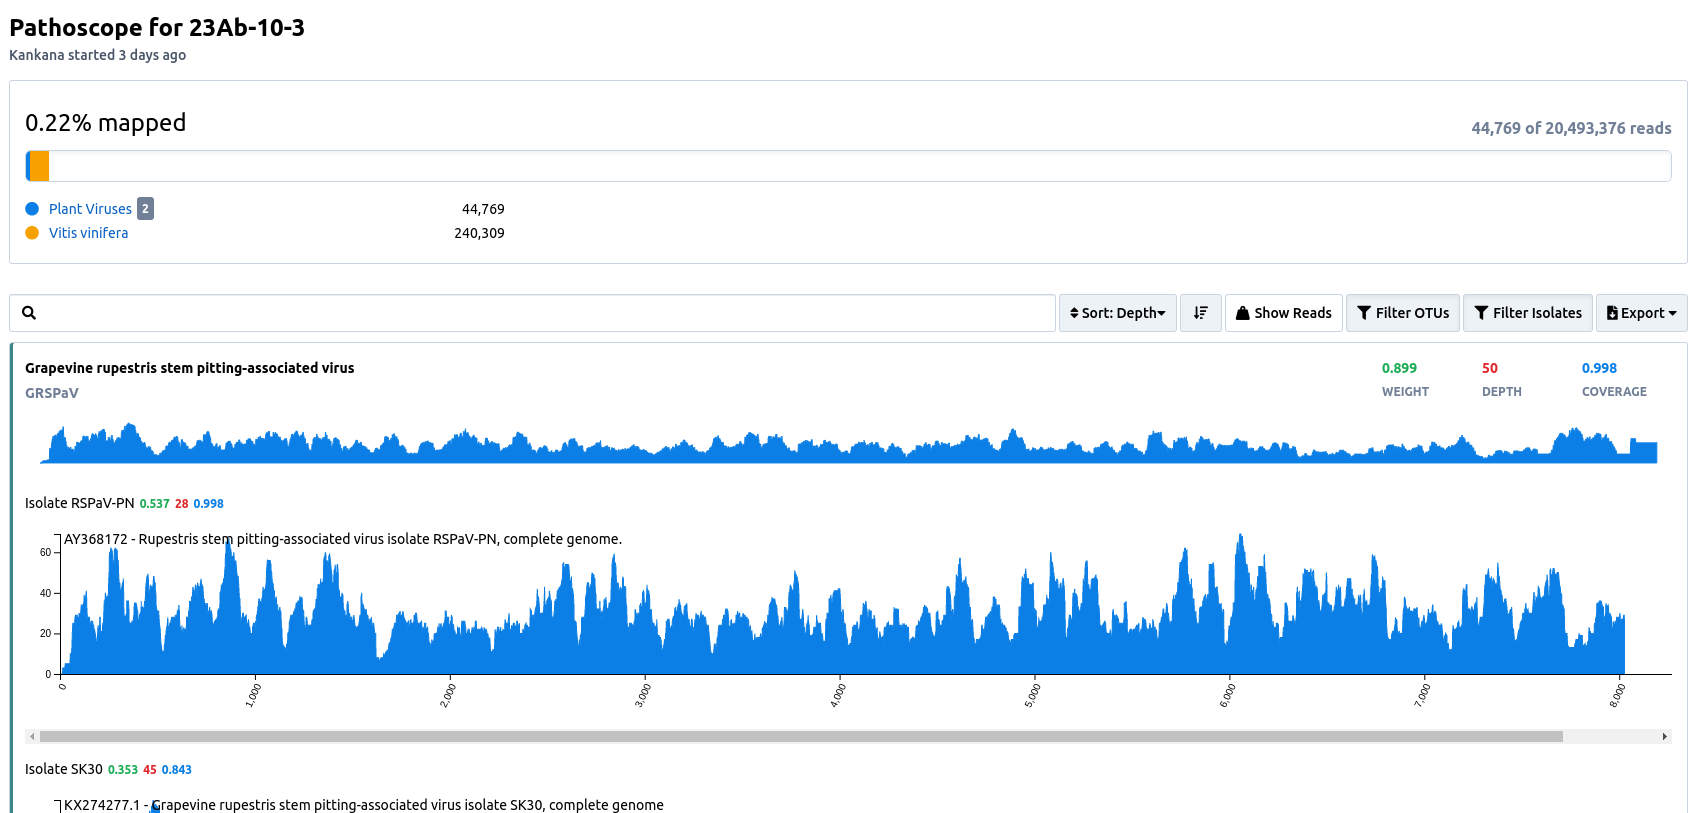 Pathoscope for 23Ab-10-3
Kankana started 3 days ago
0.22% mapped
44,769 of 20,493,376 reads
Plant Viruses 2 44,769
Vitis vinifera 240,309
Sort: Depth Show Reads Filter OTUs Filter Isolates Export
Grapevine rupestris stem pitting-associated virus 0.899 50 0.998
GRSPaV WEIGHT DEPTH COVERAGE
Isolate RSPaV-PN 0.537 28 0.998
AY368172 - Rupestris stem pitting-associated virus isolate RSPaV-PN, complete genome.
60
40
20
0
0 1,000 2,000 3,000 4,000 5,000 6,000 7,000 8,000
Isolate SK30 0.353 45 0.843
KX274277.1 - Grapevine rupestris stem pitting-associated virus isolate SK30, complete genome